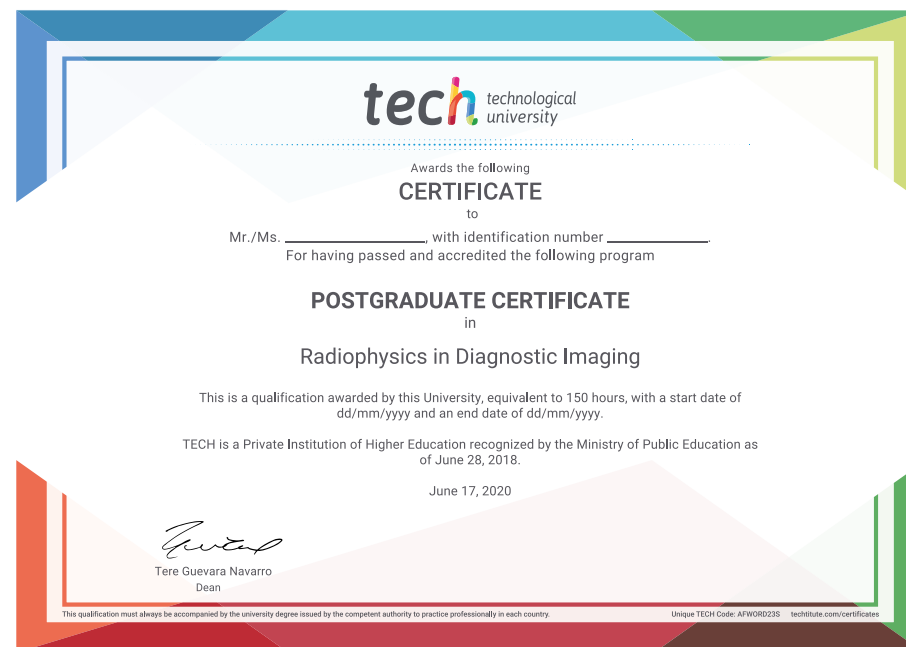 tech technological
university
Awards the following
CERTIFICATE
to
Mr./Ms. ____________________, with identification number ______________.
For having passed and accredited the following program
POSTGRADUATE CERTIFICATE
in
Radiophysics in Diagnostic Imaging
This is a qualification awarded by this University, equivalent to 150 hours, with a start date of
dd/mm/yyyy and an end date of dd/mm/yyyy.
TECH is a Private Institution of Higher Education recognized by the Ministry of Public Education as
of June 28, 2018.
June 17, 2020
Tere Guevara Navarro
Dean
This qualification must always be accompanied by the university degree issued by the competent authority to practice professionally in each country. Unique TECH Code: AFWORD23S techtitute.com/certificates